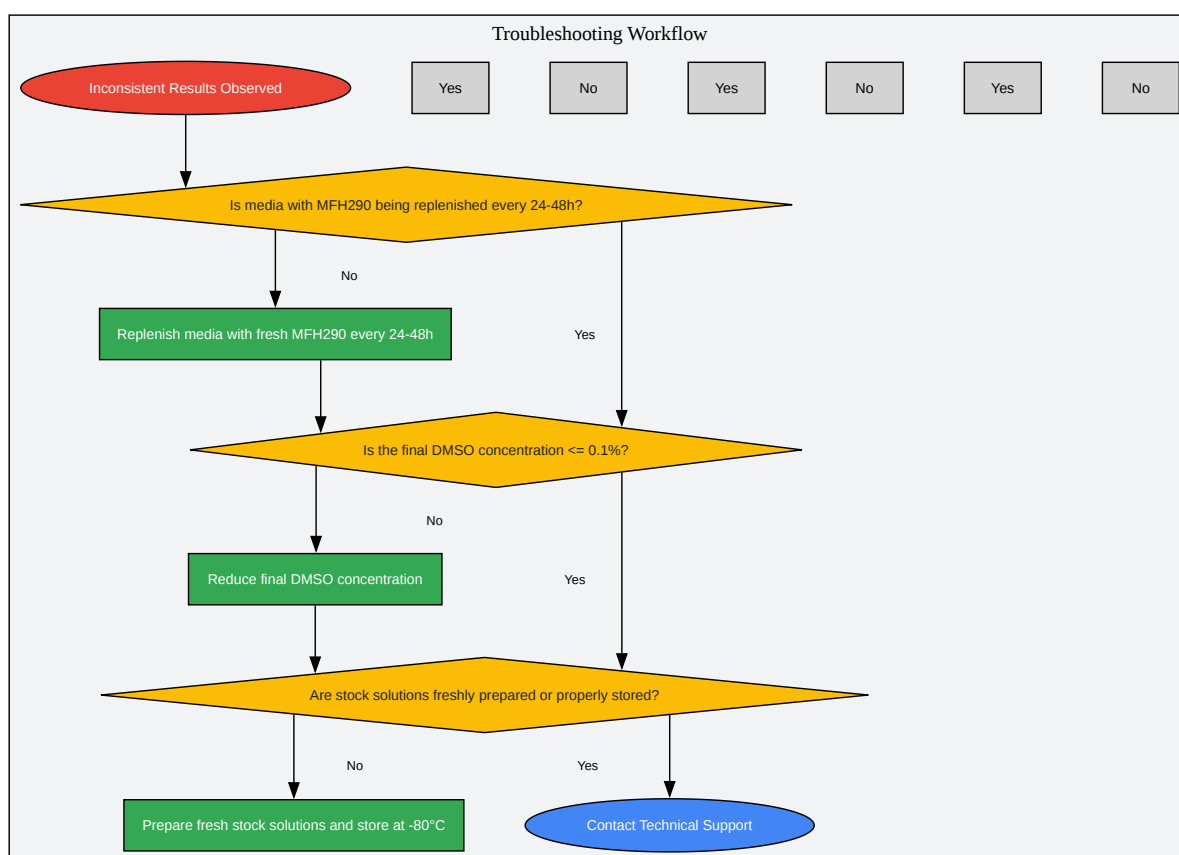 Troubleshooting Workflow
Inconsistent Results Observed
Yes
No
Yes
No
Yes
No
Is media with MFH290 being replenished every 24-48h?
No
Replenish media with fresh MFH290 every 24-48h
Yes
Is the final DMSO concentration <= 0.1%?
No
Reduce final DMSO concentration
Yes
Are stock solutions freshly prepared or properly stored?
No
Yes
Prepare fresh stock solutions and store at -80°C
Contact Technical Support